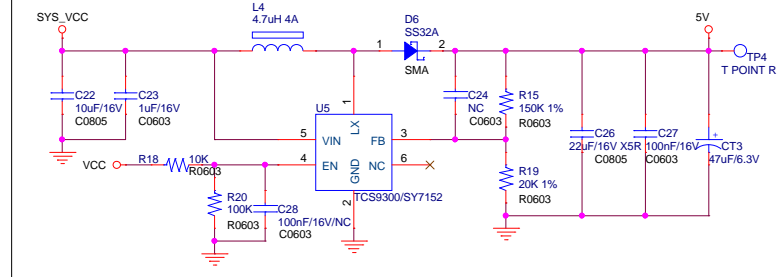 SYS_VCC
L4
4.7uH 4A
D6
SS32A
5V
1
2
SMA
TP4
T POINT R
C22
10uF/16V
C0805
C23
1uF/16V
C0603
U5
1
LX
5
VIN
FB
3
4
EN
NC
6
GND
2
TCS9300/SY7152
C24
NC
C0603
R15
150K 1%
R0603
R19
20K 1%
R0603
C26
22uF/16V X5R
C0805
C27
100nF/16V
C0603
+
CT3
47uF/6.3V
VCC
R18
10K
R0603
R20
100K
R0603
C28
100nF/16V/NC
C0603